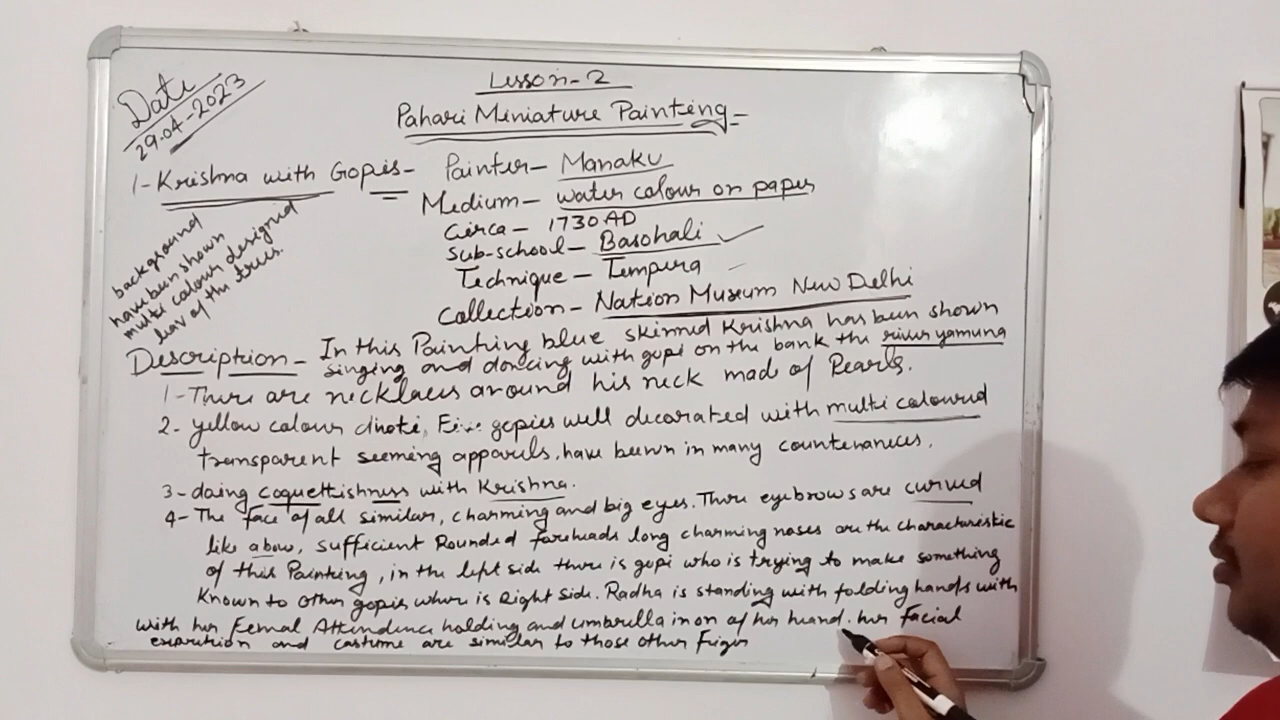 Date
29-04-2023
Lesson-2
Pahari Miniature Painting-
1- Krishna with Gopis-
Painter- Manaku
Medium- water colour on paper
Circa- 1730 AD
Sub-school- Basohali
Technique- Tempera
Collection- Nation Museum New Delhi
background
have been shown
multi colour designed
leav of the trees.
Description- In this Painting blue skinned Krishna has been shown
singing and dancing with gopi on the bank the river yamuna
1- There are necklaces around his neck made of Pearls.
2- yellow colour dhoti, gopies well decorated with multi coloured
transparent seeming apparels, have in many countenances.
3- doing coquettishness with Krishna.
4- The face of all similar, charming and big eyes. There eyebrows are curved
like a bow, sufficient Rounded foreheads long charming noses are the characteristic
of this Painting, in the left side there is gopi who is trying to make something
known to other gopies where is Right side. Radha is standing with folding hands with
with her Femal Attendence holding and umbrella in on of her hand. her facial
and costume are similar to those other